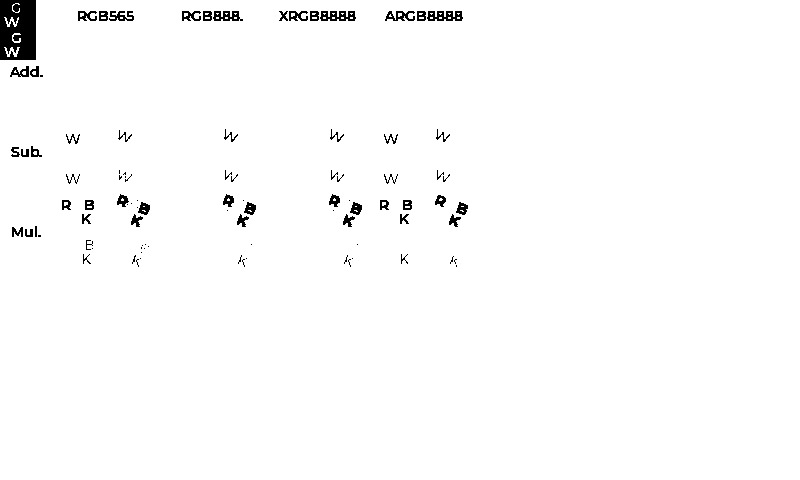 G
W
G
W
RGB565 RGB888. XRGB8888 ARGB8888
Add.
W W W W W W
Sub.
W W W W W W
R B R B R B R B R B R B
K K K K K K
Mul.
B
K K K K K K